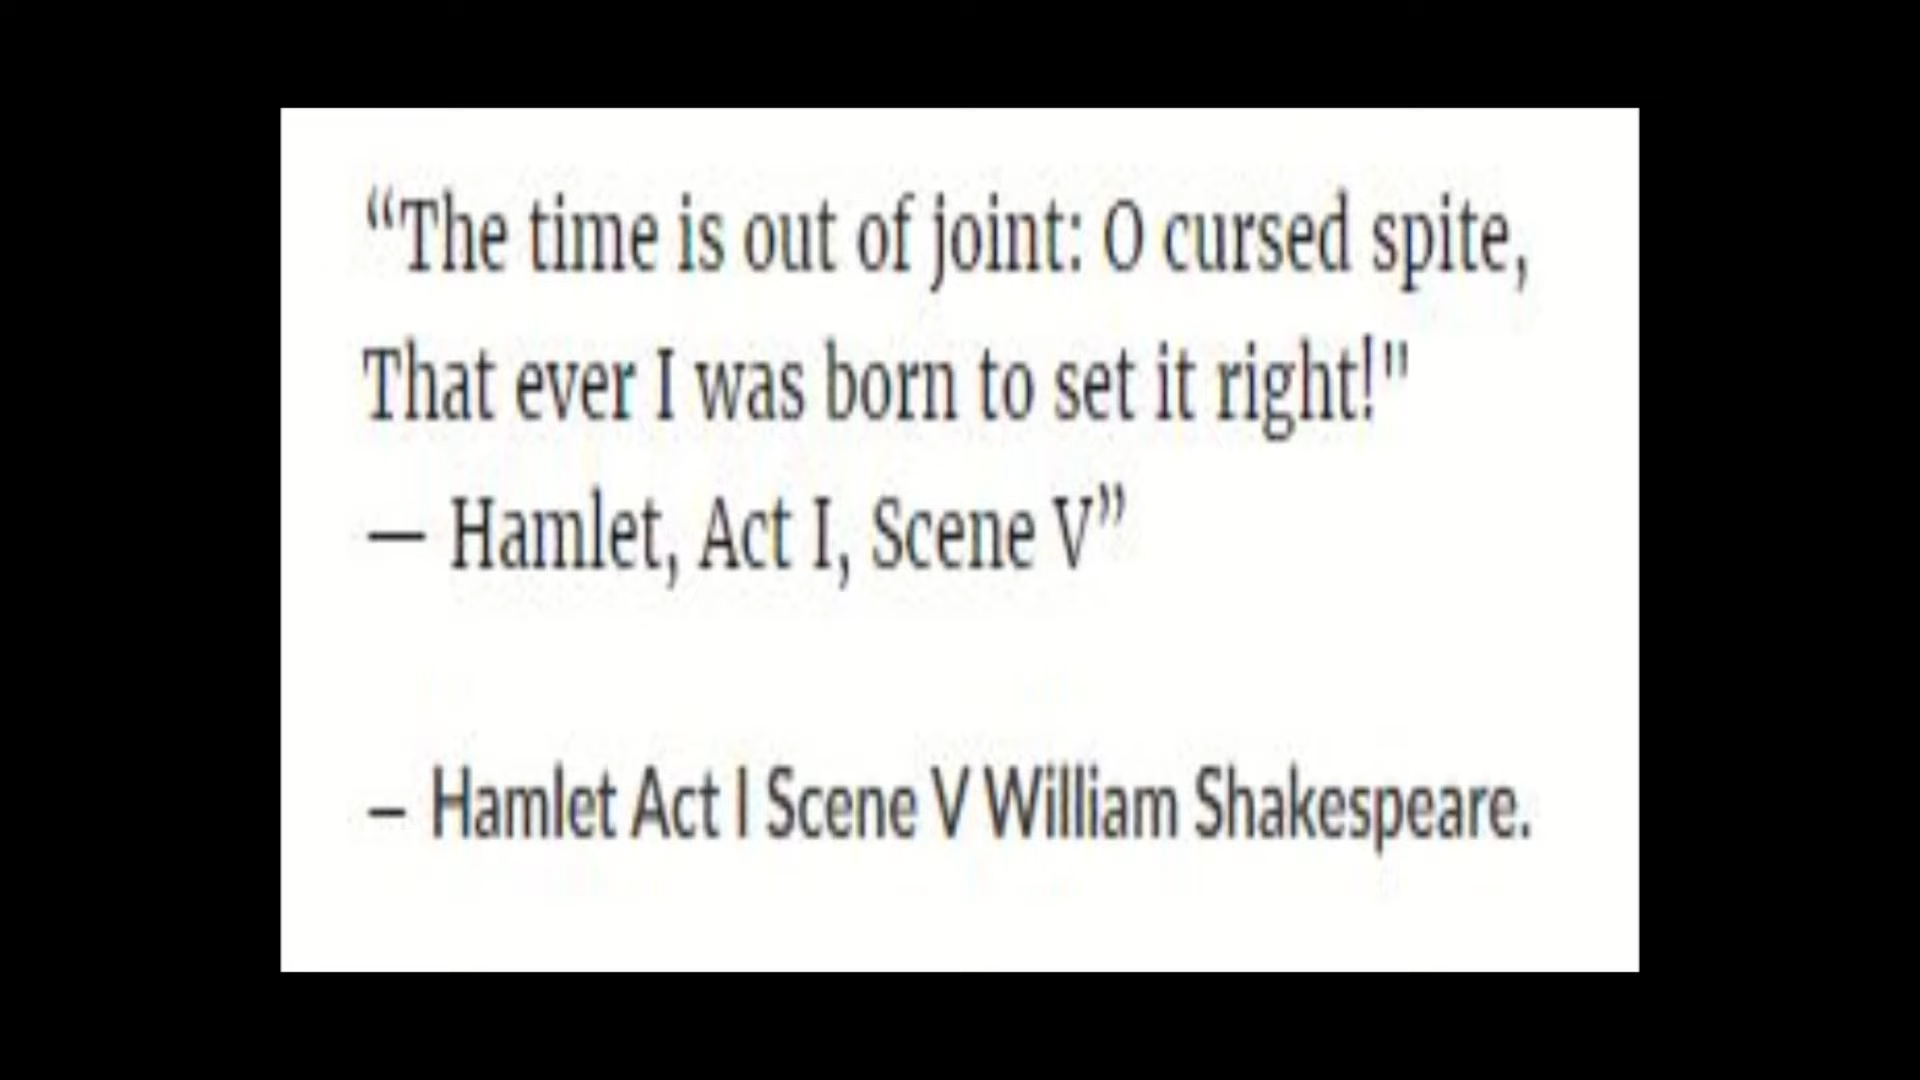 “The time is out of joint: O cursed spite,
That ever I was born to set it right!"
— Hamlet, Act I, Scene V”
– Hamlet Act I Scene V William Shakespeare.